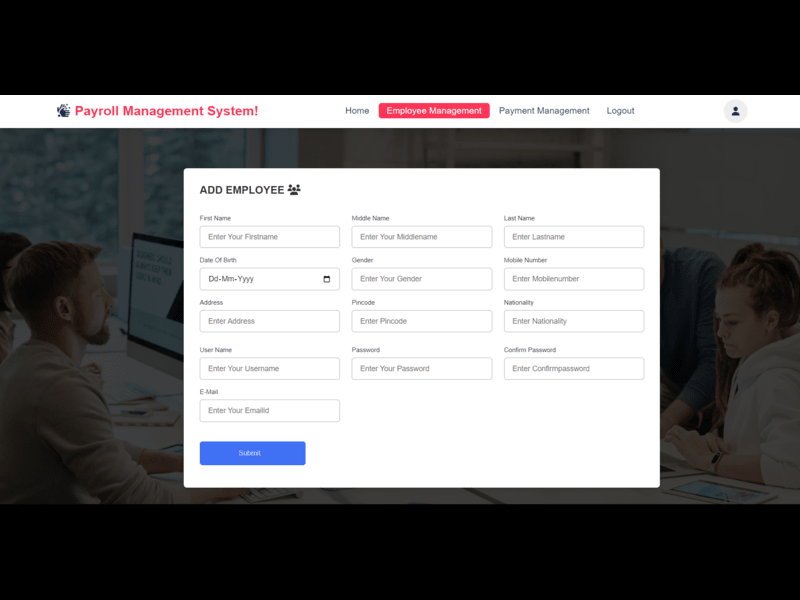 Payroll Management System!
Home Employee Management Payment Management Logout
ADD EMPLOYEE
First Name Middle Name Last Name
Enter Your Firstname Enter Your Middlename Enter Lastname
Date Of Birth Gender Mobile Number
Dd-Mm-Yyyy Enter Your Gender Enter Mobilenumber
Address Pincode Nationality
Enter Address Enter Pincode Enter Nationality
User Name Password Confirm Password
Enter Your Username Enter Your Password Enter Confirmpassword
E-Mail
Enter Your Emailid
Submit